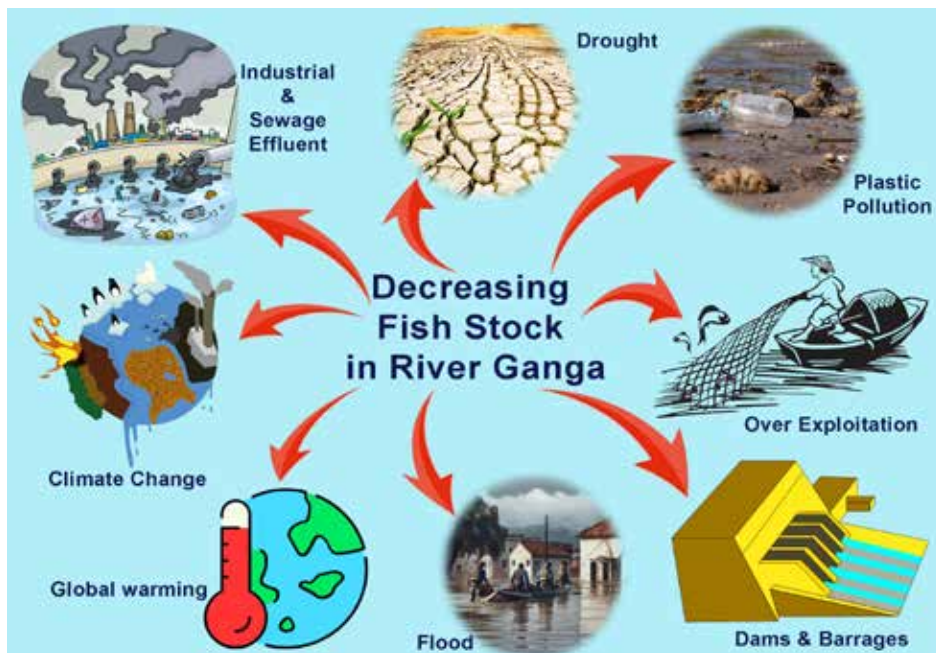 Industrial
&
Sewage
Effluent
Drought
Plastic
Pollution
Decreasing
Fish Stock
in River Ganga
Over Exploitation
Climate Change
Global warming
Flood
Dams & Barrages